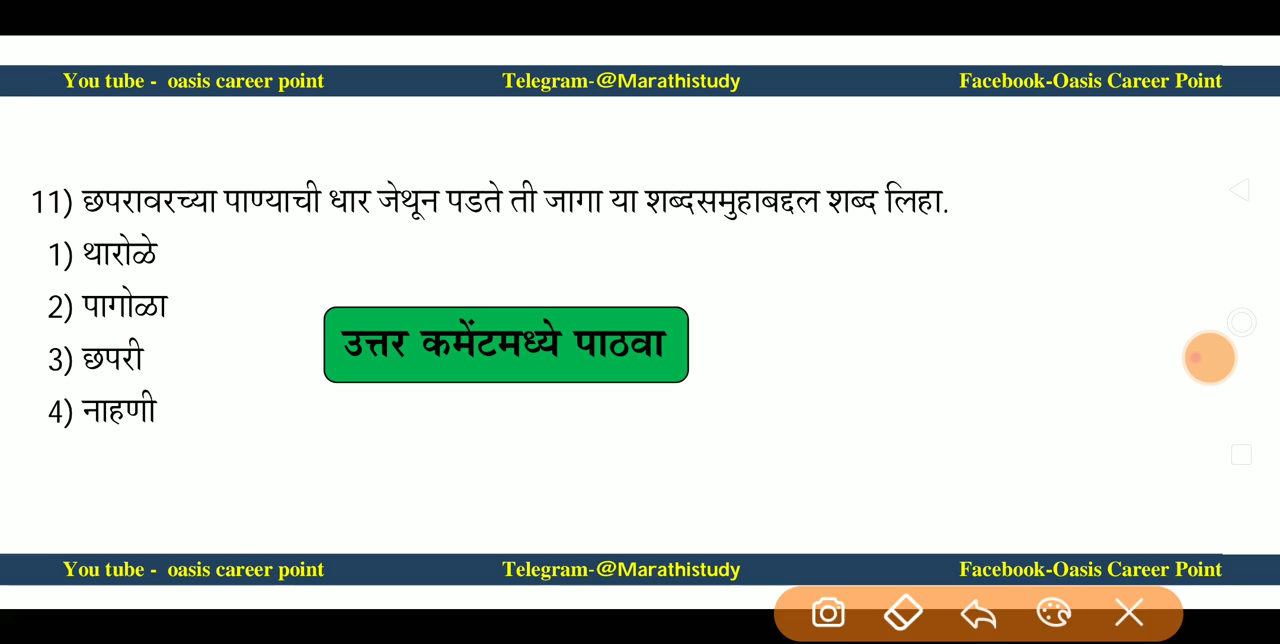 You tube - oasis career point Telegram-@Marathistudy Facebook-Oasis Career Point
11) छपरावरच्या पाण्याची धार जेथून पडते ती जागा या शब्दसमुहाबद्दल शब्द लिहा.
1) थारोळे
2) पागोळा
उत्तर कमेंटमध्ये पाठवा
3) छपरी
4) नाहणी
You tube - oasis career point Telegram-@Marathistudy Facebook-Oasis Career Point